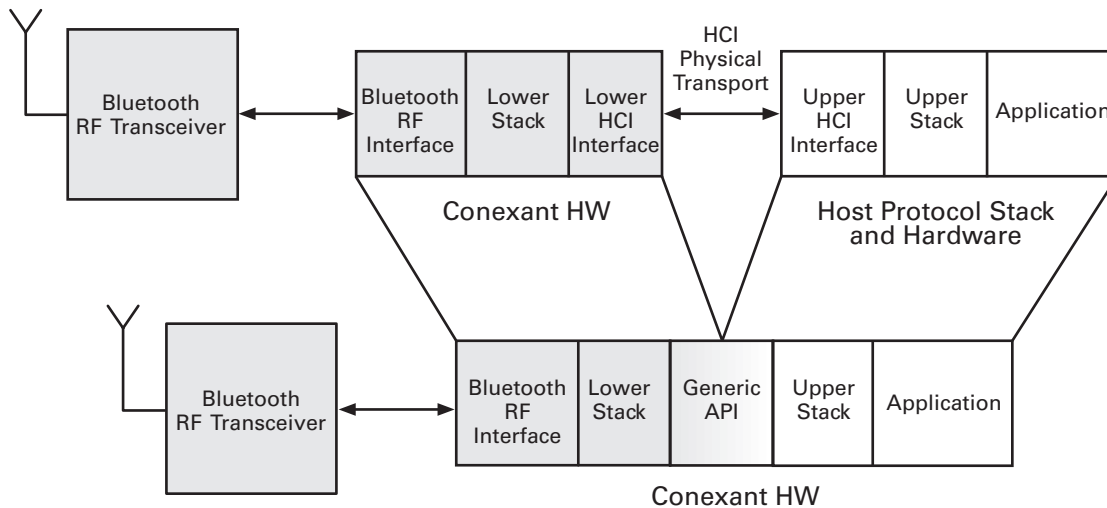 Bluetooth
RF Transceiver
Bluetooth
RF
Interface
Lower
Stack
Lower
HCI
Interface
HCI
Physical
Transport
Upper
HCI
Interface
Upper
Stack
Application
Conexant HW
Host Protocol Stack
and Hardware
Bluetooth
RF Transceiver
Bluetooth
RF
Interface
Lower
Stack
Generic
API
Upper
Stack
Application
Conexant HW